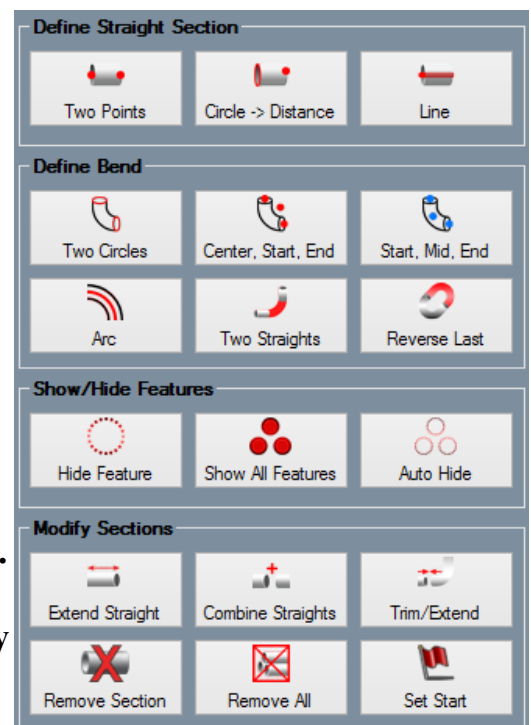 Define Straight Section
Two Points
Circle -> Distance
Line
Define Bend
Two Circles
Center, Start, End
Start, Mid, End
Arc
Two Straights
Reverse Last
Show/Hide Features
Hide Feature
Show All Features
Auto Hide
Modify Sections
Extend Straight
Combine Straights
Trim/Extend
Remove Section
Remove All
Set Start